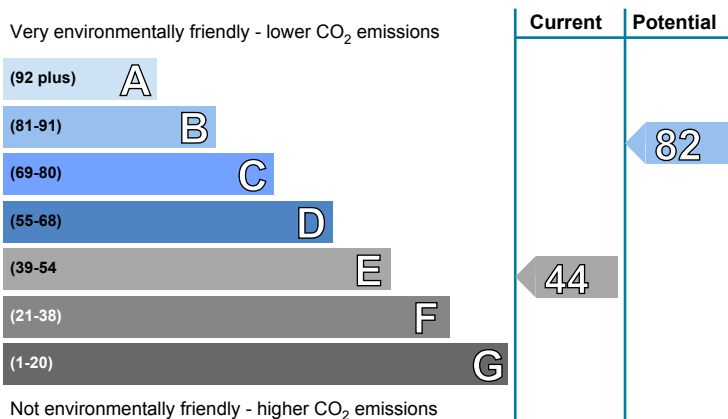 Very environmentally friendly - lower CO₂ emissions
Current
Potential
(92 plus) A
(81-91) B
82
(69-80) C
(55-68) D
(39-54 E
44
(21-38) F
(1-20) G
Not environmentally friendly - higher CO₂ emissions